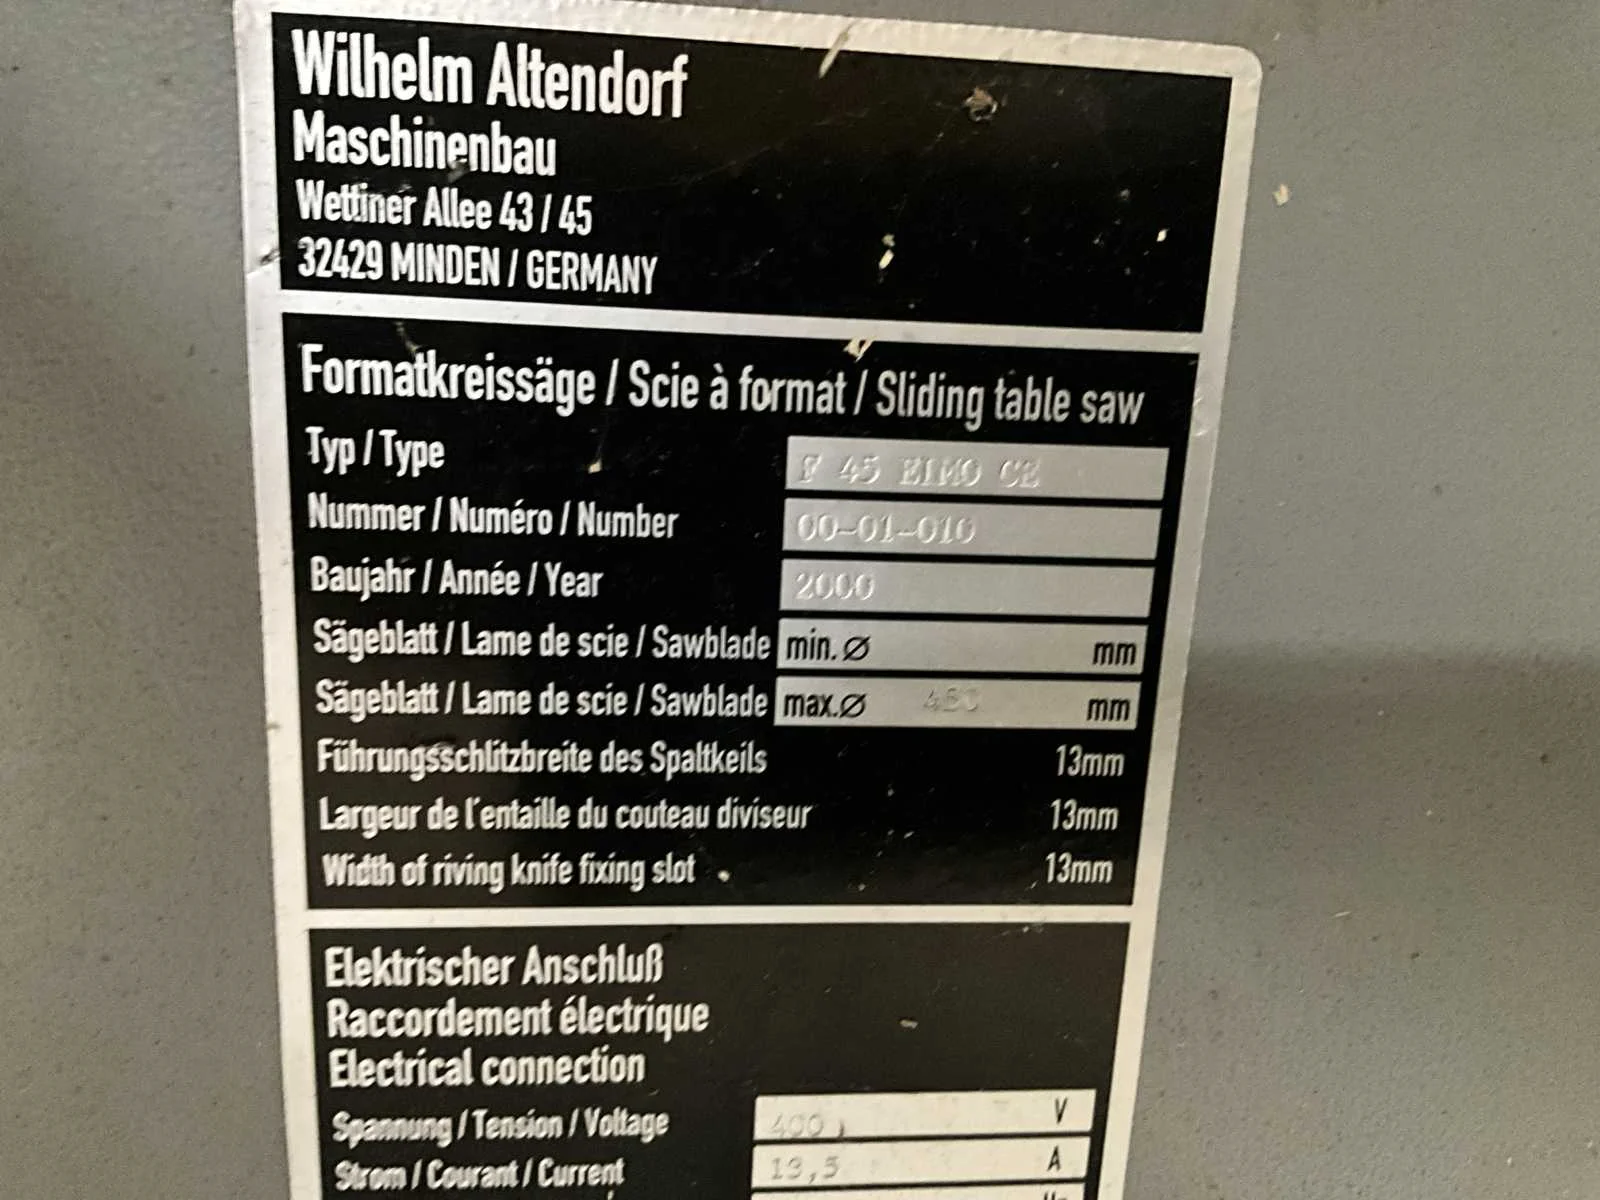 Wilhelm Altendorf
Maschinenbau
Wettiner Allee 43 / 45
32429 MINDEN / GERMANY
Formatkreissäge / Scie à format / Sliding table saw
Typ / Type F 45 ELMO CE
Nummer / Numéro / Number 00-01-010
Baujahr / Année / Year 2000
Sägeblatt / Lame de scie / Sawblade min. ⌀ mm
Sägeblatt / Lame de scie / Sawblade max. ⌀ mm
Führungsschlitzbreite des Spaltkeils 13mm
Largeur de l'entaille du couteau diviseur 13mm
Width of riving knife fixing slot 13mm
Elektrischer Anschluß
Raccordement électrique
Electrical connection
Spannung / Tension / Voltage 400 V
Strom / Courant / Current A